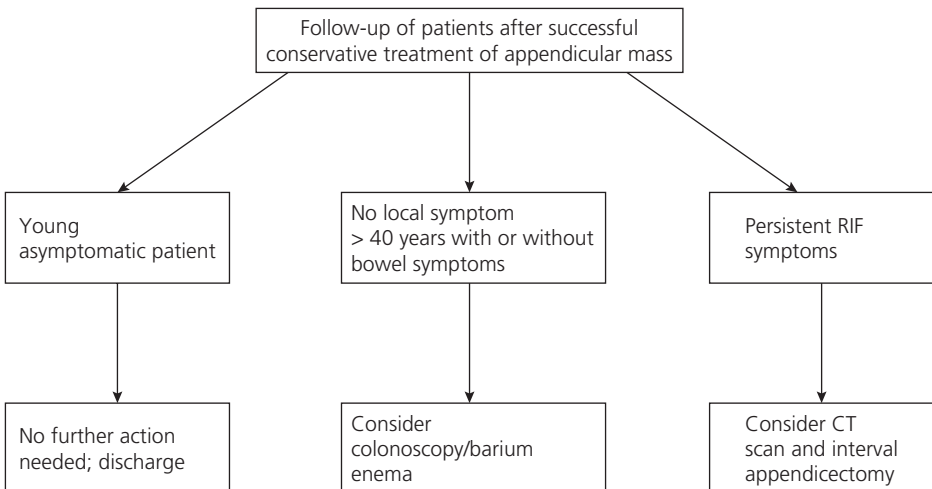 Follow-up of patients after successful
conservative treatment of appendicular mass
Young
asymptomatic patient
No local symptom
> 40 years with or without
bowel symptoms
Persistent RIF
symptoms
No further action
needed; discharge
Consider
colonoscopy/barium
enema
Consider CT
scan and interval
appendicectomy